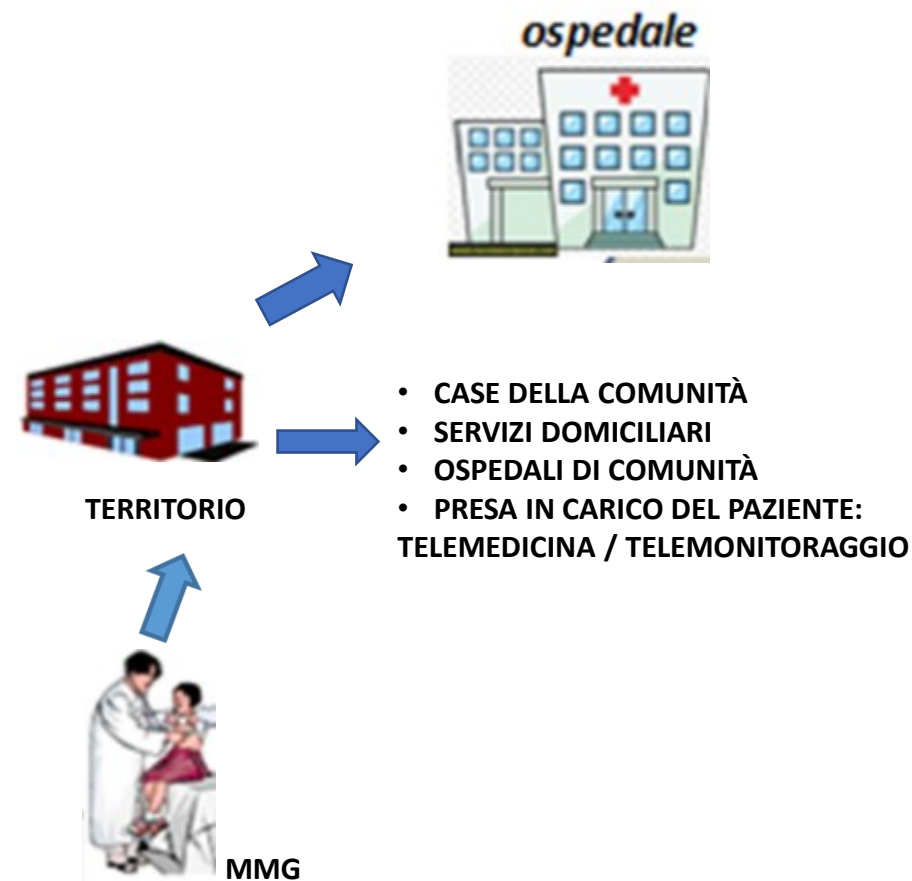 ospedale
• CASE DELLA COMUNITÀ
• SERVIZI DOMICILIARI
• OSPEDALI DI COMUNITÀ
• PRESA IN CARICO DEL PAZIENTE:
TELEMEDICINA / TELEMONITORAGGIO
TERRITORIO
MMG